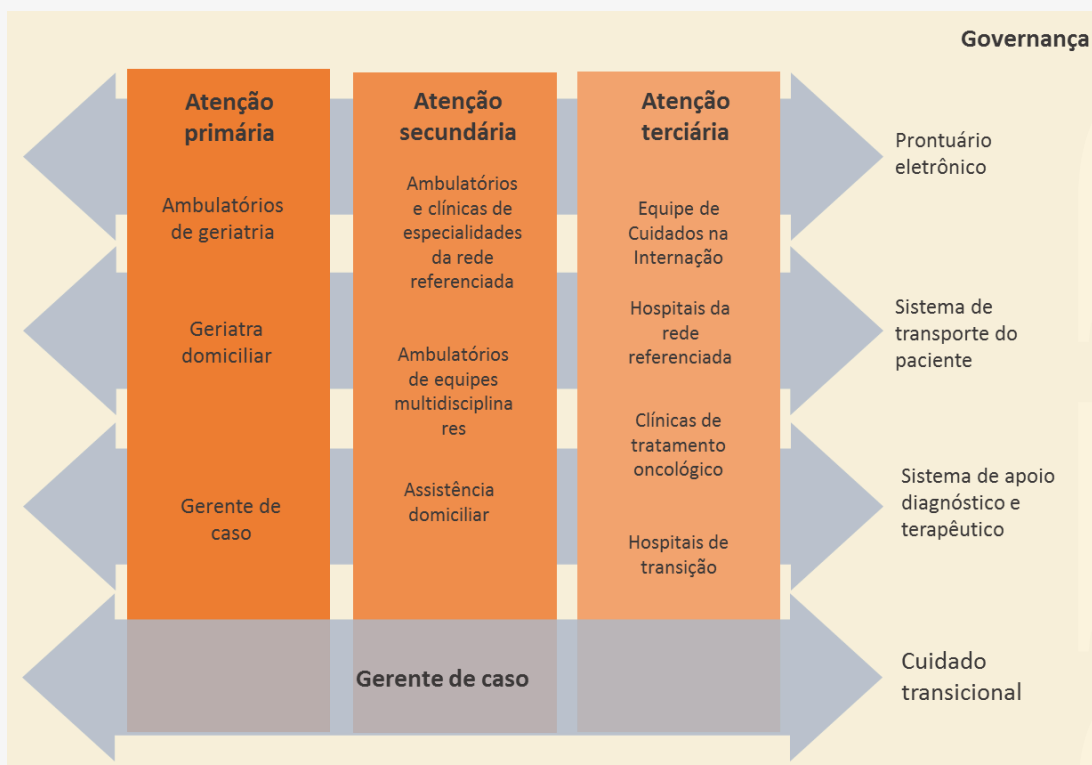 Governança
Atenção
primária
Ambulatórios
de geriatria
Geriatra
domiciliar
Gerente de
caso
Atenção
secundária
Ambulatórios
e clínicas de
especialidades
da rede
referenciada
Ambulatórios
de equipes
multidisciplina
res
Assistência
domiciliar
Atenção
terciária
Equipe de
Cuidados na
Internação
Hospitais da
rede
referenciada
Clínicas de
tratamento
oncológico
Hospitais de
transição
Prontuário
eletrônico
Sistema de
transporte do
paciente
Sistema de apoio
diagnóstico e
terapêutico
Gerente de caso
Cuidado
transicional